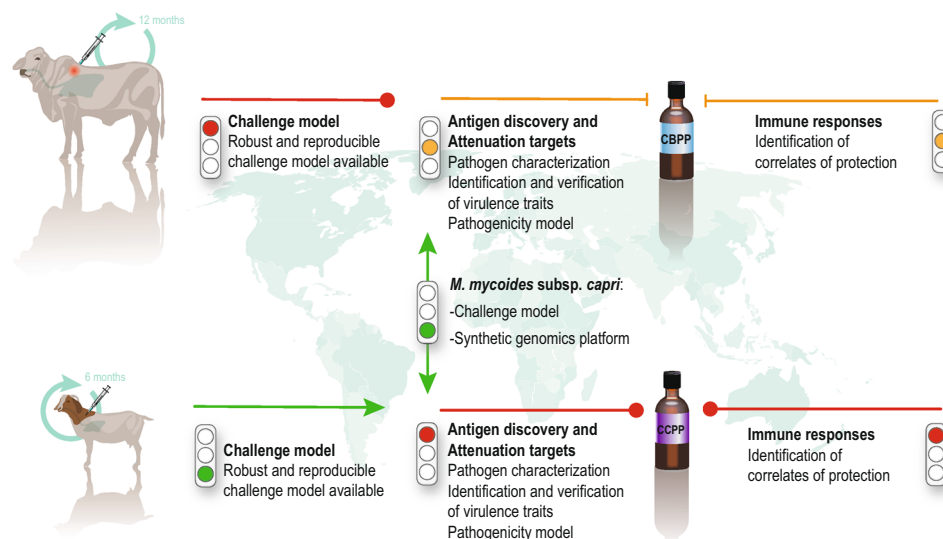 12 months
Challenge model
Robust and reproducible
challenge model available
Antigen discovery and
Attenuation targets
Pathogen characterization
Identification and verification
of virulence traits
Pathogenicity model
CBPP
Immune responses
Identification of
correlates of protection
M. mycoides subsp. capri:
-Challenge model
-Synthetic genomics platform
6 months
Challenge model
Robust and reproducible
challenge model available
Antigen discovery and
Attenuation targets
Pathogen characterization
Identification and verification
of virulence traits
Pathogenicity model
CCPP
Immune responses
Identification of
correlates of protection